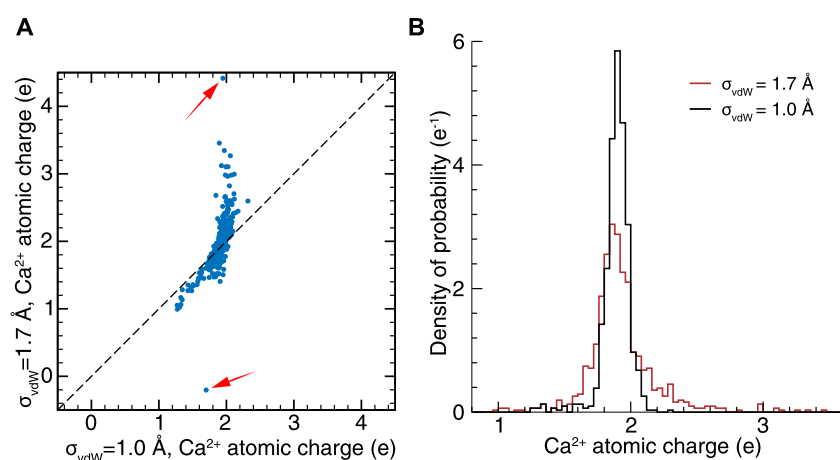 A
σvdW=1.7 Å, Ca²⁺ atomic charge (e)
4
3
2
1
0
0 1 2 3 4
σvdW=1.0 Å, Ca²⁺ atomic charge (e)
B
Density of probability (e⁻¹)
6
4
2
0
σvdW = 1.7 Å
σvdW = 1.0 Å
1 2 3
Ca²⁺ atomic charge (e)